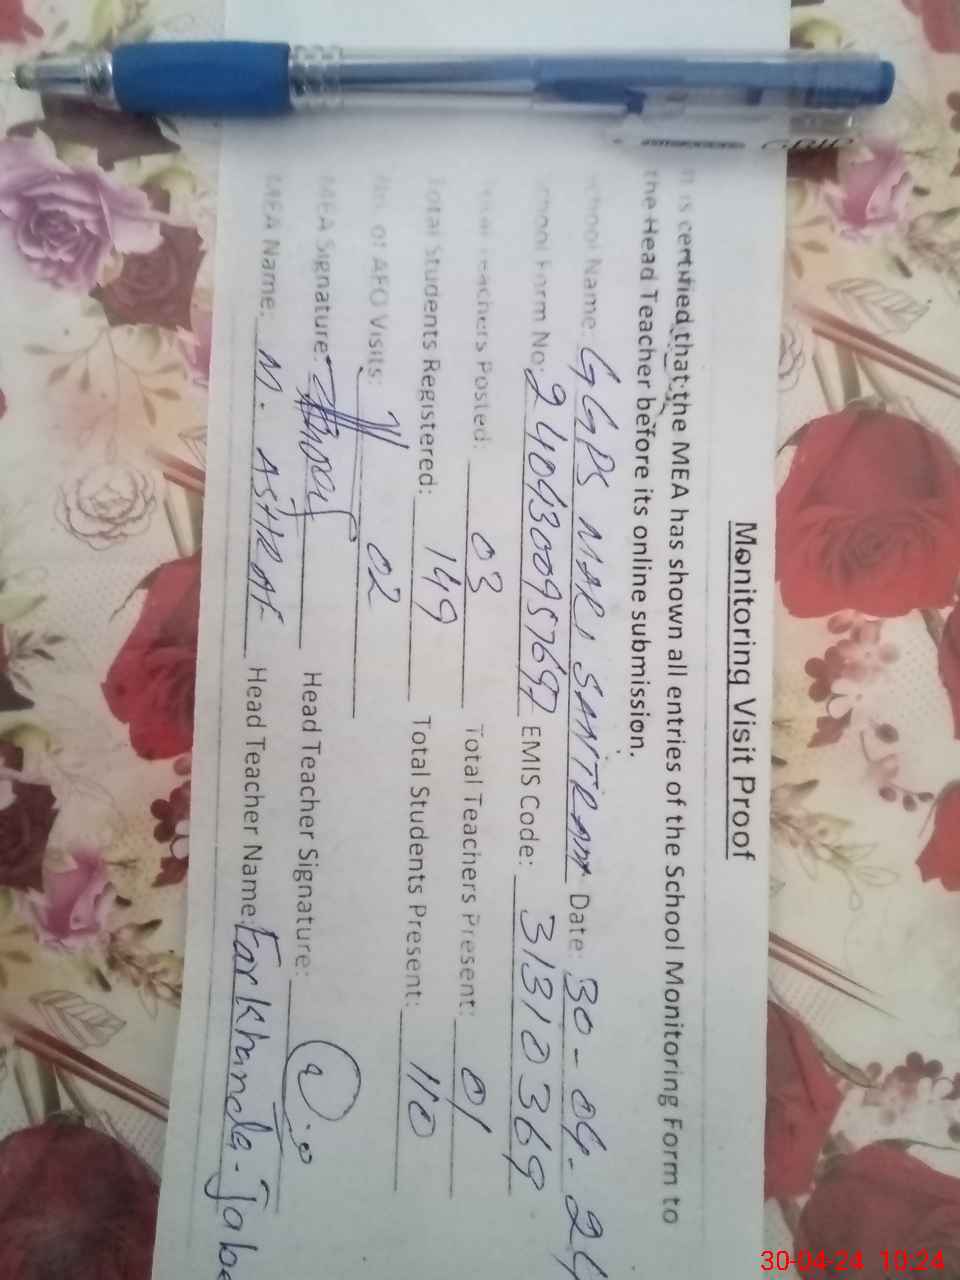 Monitoring Visit Proof
It is certified that the MEA has shown all entries of the School Monitoring Form to
the Head Teacher before its online submission.
School Name: GGPS MARI SANTRAM Date: 30-04-24
School Form No: EMIS Code: 31310369
Total Teachers Posted: 03 Total Teachers Present: 01
Total Students Registered: 149 Total Students Present: 110
No. of AEO Visits: 02
MEA Signature: Head Teacher Signature:
MEA Name: M. ASHRAF Head Teacher Name: Farkhanda-
GRIP
30-04-24 10:24